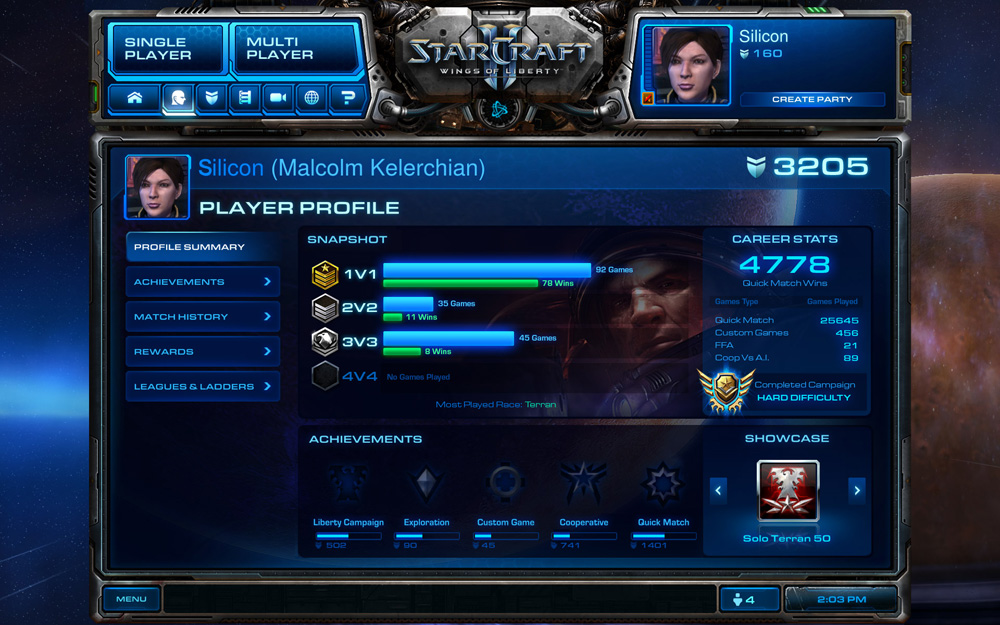 SINGLE PLAYER
MULTI PLAYER
STARCRAFT II
WINGS OF LIBERTY
Silicon
160
CREATE PARTY
Silicon (Malcolm Kelerchian)
3205
PLAYER PROFILE
PROFILE SUMMARY
ACHIEVEMENTS
MATCH HISTORY
REWARDS
LEAGUES & LADDERS
SNAPSHOT
1V1
92 Games
78 Wins
2V2
35 Games
11 Wins
3V3
45 Games
8 Wins
4V4
No Games Played
Most Played Race: Terran
CAREER STATS
4778
Quick Match Wins
Games Type Games Played
Quick Match 25645
Custom Games 456
FFA 21
Coop Vs A.I. 89
Completed Campaign
HARD DIFFICULTY
ACHIEVEMENTS
Liberty Campaign
502
Exploration
90
Custom Game
45
Cooperative
741
Quick Match
1401
SHOWCASE
Solo Terran 50
MENU
4
2:03 PM